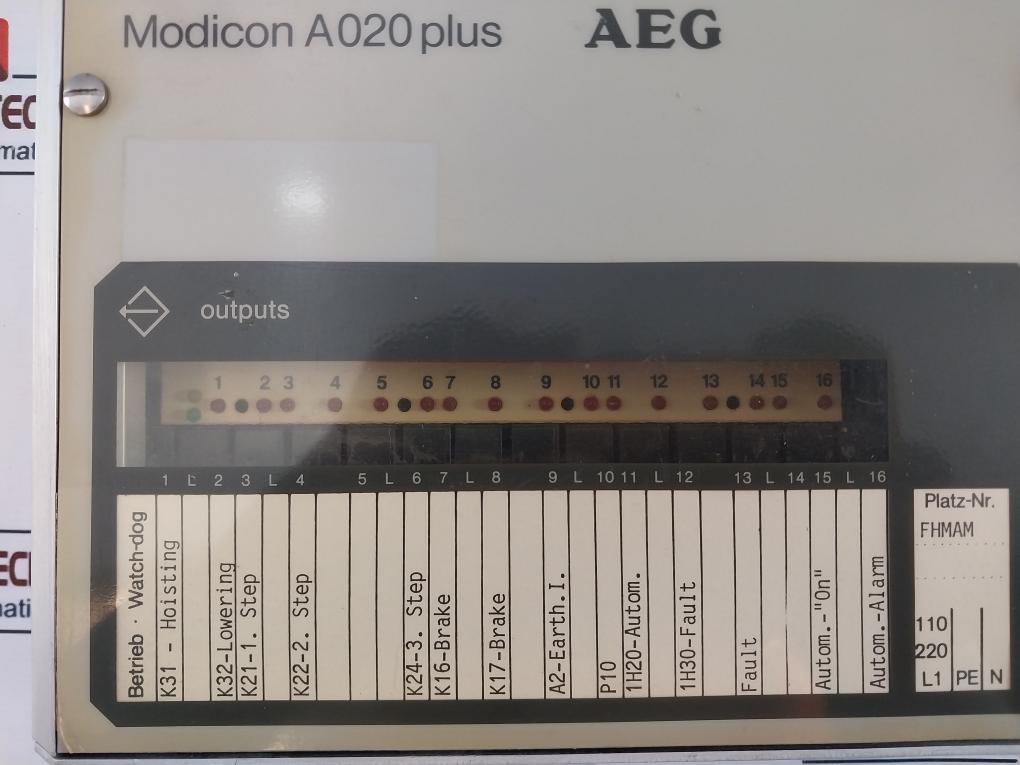 Modicon A020 plus AEG
outputs
1 2 3 4 5 6 7 8 9 10 11 12 13 14 15 16
1 L 2 3 L 4 5 L 6 7 L 8 9 L 10 11 L 12 13 L 14 15 L 16
Betrieb · Watch-dog
K31 - Hoisting
K32-Lowering
K21-1. Step
K22-2. Step
K24-3. Step
K16-Brake
K17-Brake
A2-Earth.I.
P10
1H20-Autom.
1H30-Fault
Fault
Autom.-"On"
Autom.-Alarm
Platz-Nr.
FHMAM
110
220
L1 PE N